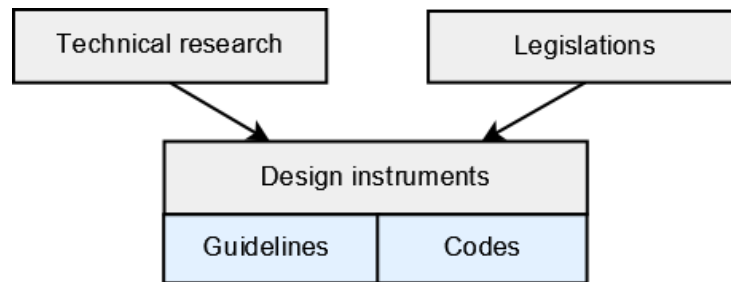 Technical research
Legislations
Design instruments
Guidelines
Codes